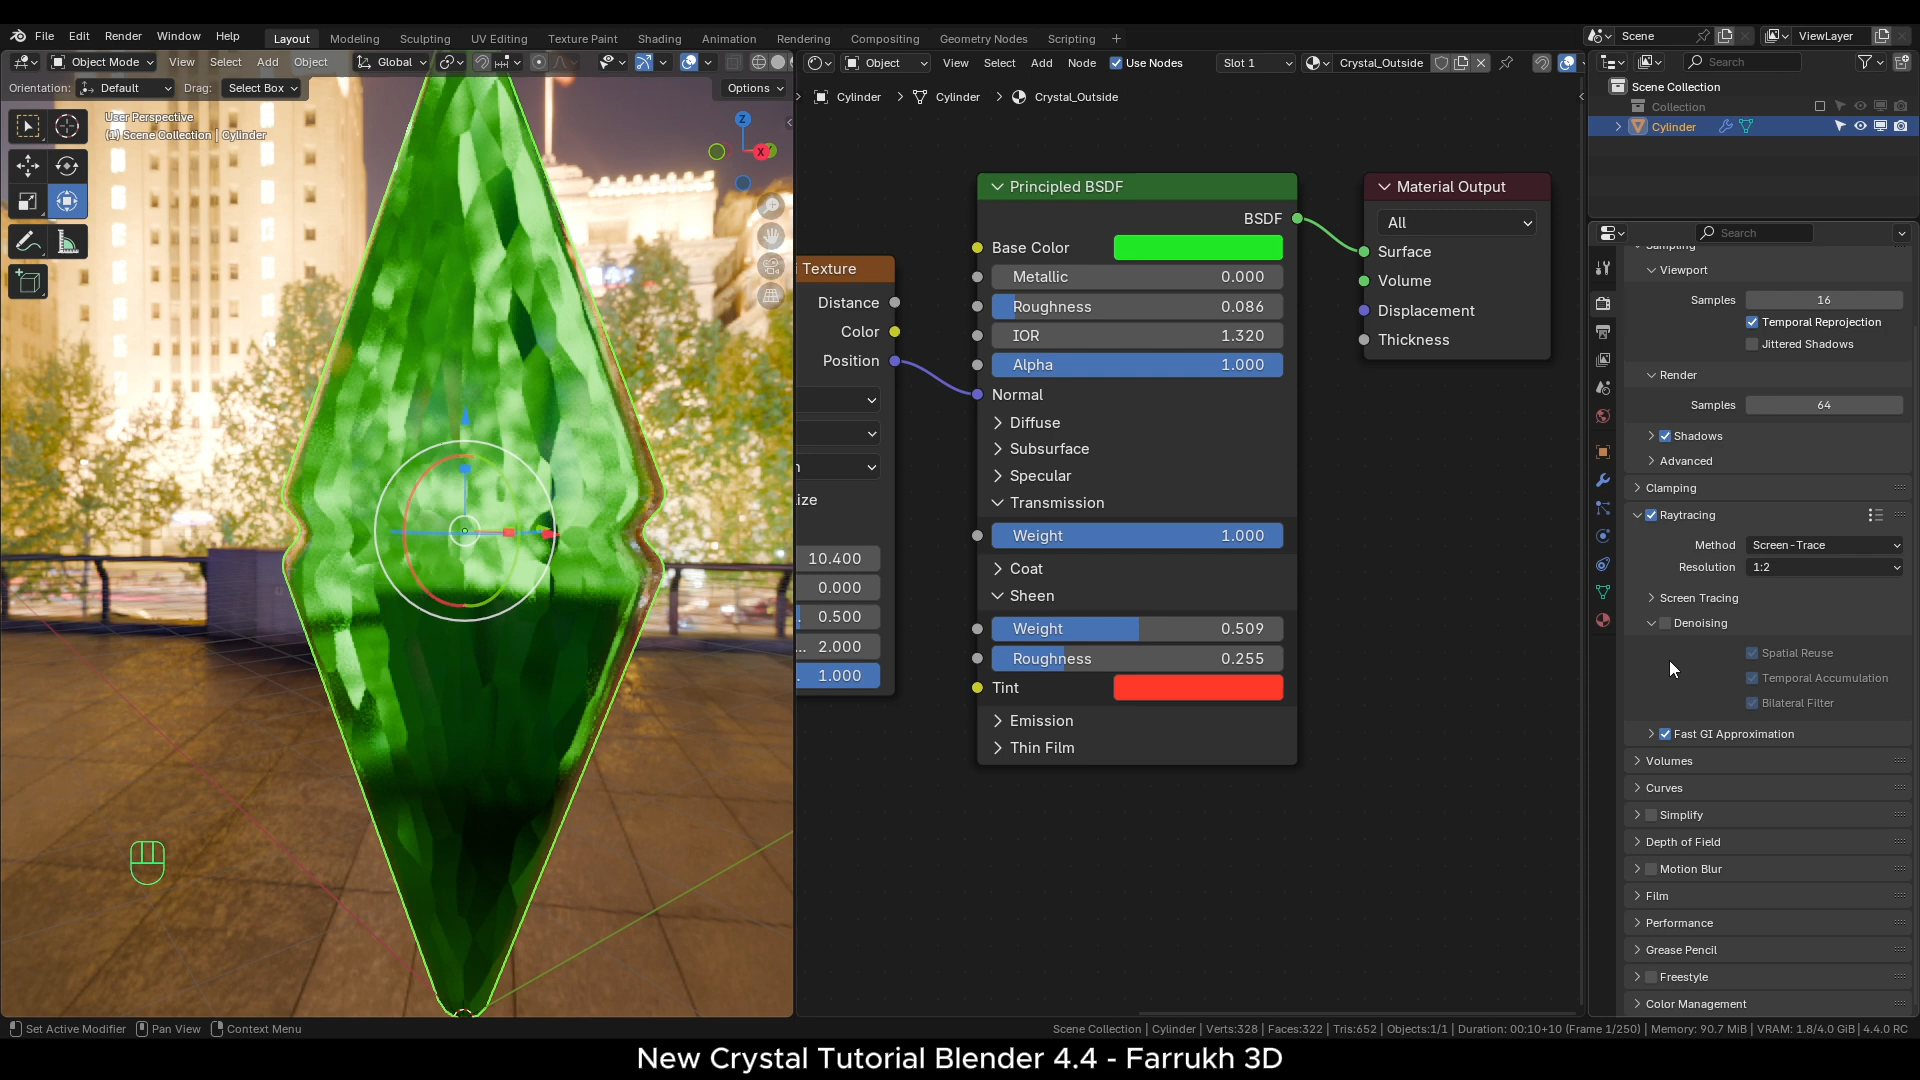 File Edit Render Window Help Layout Modeling Sculpting UV Editing Texture Paint Shading Animation Rendering Compositing Geometry Nodes Scripting + Scene ViewLayer
Object Mode View Select Add Object Global
Orientation: Default Drag: Select Box Options
User Perspective
(1) Scene Collection | Cylinder
Z
X
Object View Select Add Node Use Nodes Slot 1 Crystal_Outside
Cylinder > Cylinder > Crystal_Outside
Texture
Distance
Color
Position
ize
10.400
0.000
0.500
2.000
1.000
Principled BSDF
BSDF
Base Color
Metallic 0.000
Roughness 0.086
IOR 1.320
Alpha 1.000
Normal
Diffuse
Subsurface
Specular
Transmission
Weight 1.000
Coat
Sheen
Weight 0.509
Roughness 0.255
Tint
Emission
Thin Film
Material Output
All
Surface
Volume
Displacement
Thickness
Search
Scene Collection
Collection
Cylinder
Search
Sampling
Viewport
Samples 16
Temporal Reprojection
Jittered Shadows
Render
Samples 64
Shadows
Advanced
Clamping
Raytracing
Method Screen-Trace
Resolution 1:2
Screen Tracing
Denoising
Spatial Reuse
Temporal Accumulation
Bilateral Filter
Fast GI Approximation
Volumes
Curves
Simplify
Depth of Field
Motion Blur
Film
Performance
Grease Pencil
Freestyle
Color Management
Set Active Modifier Pan View Context Menu Scene Collection | Cylinder | Verts:328 | Faces:322 | Tris:652 | Objects:1/1 | Duration: 00:10+10 (Frame 1/250) | Memory: 90.7 MiB | VRAM: 1.8/4.0 GiB | 4.4.0 RC
New Crystal Tutorial Blender 4.4 - Farrukh 3D